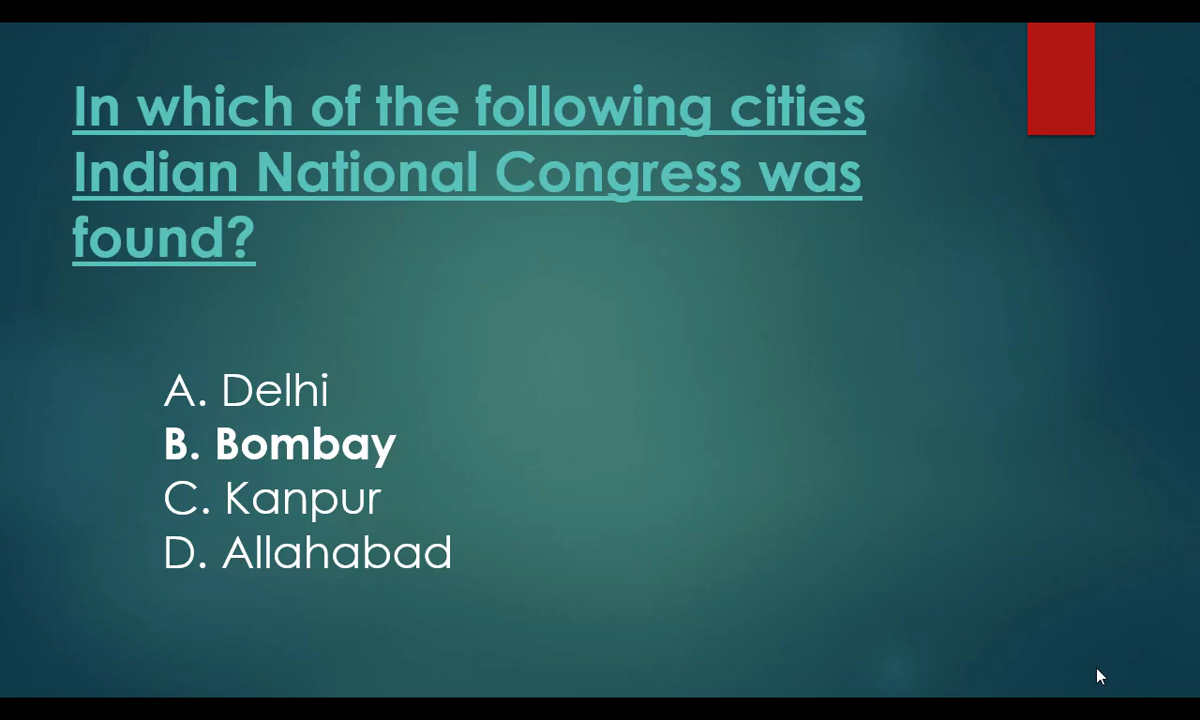 In which of the following cities
Indian National Congress was
found?
A. Delhi
B. Bombay
C. Kanpur
D. Allahabad